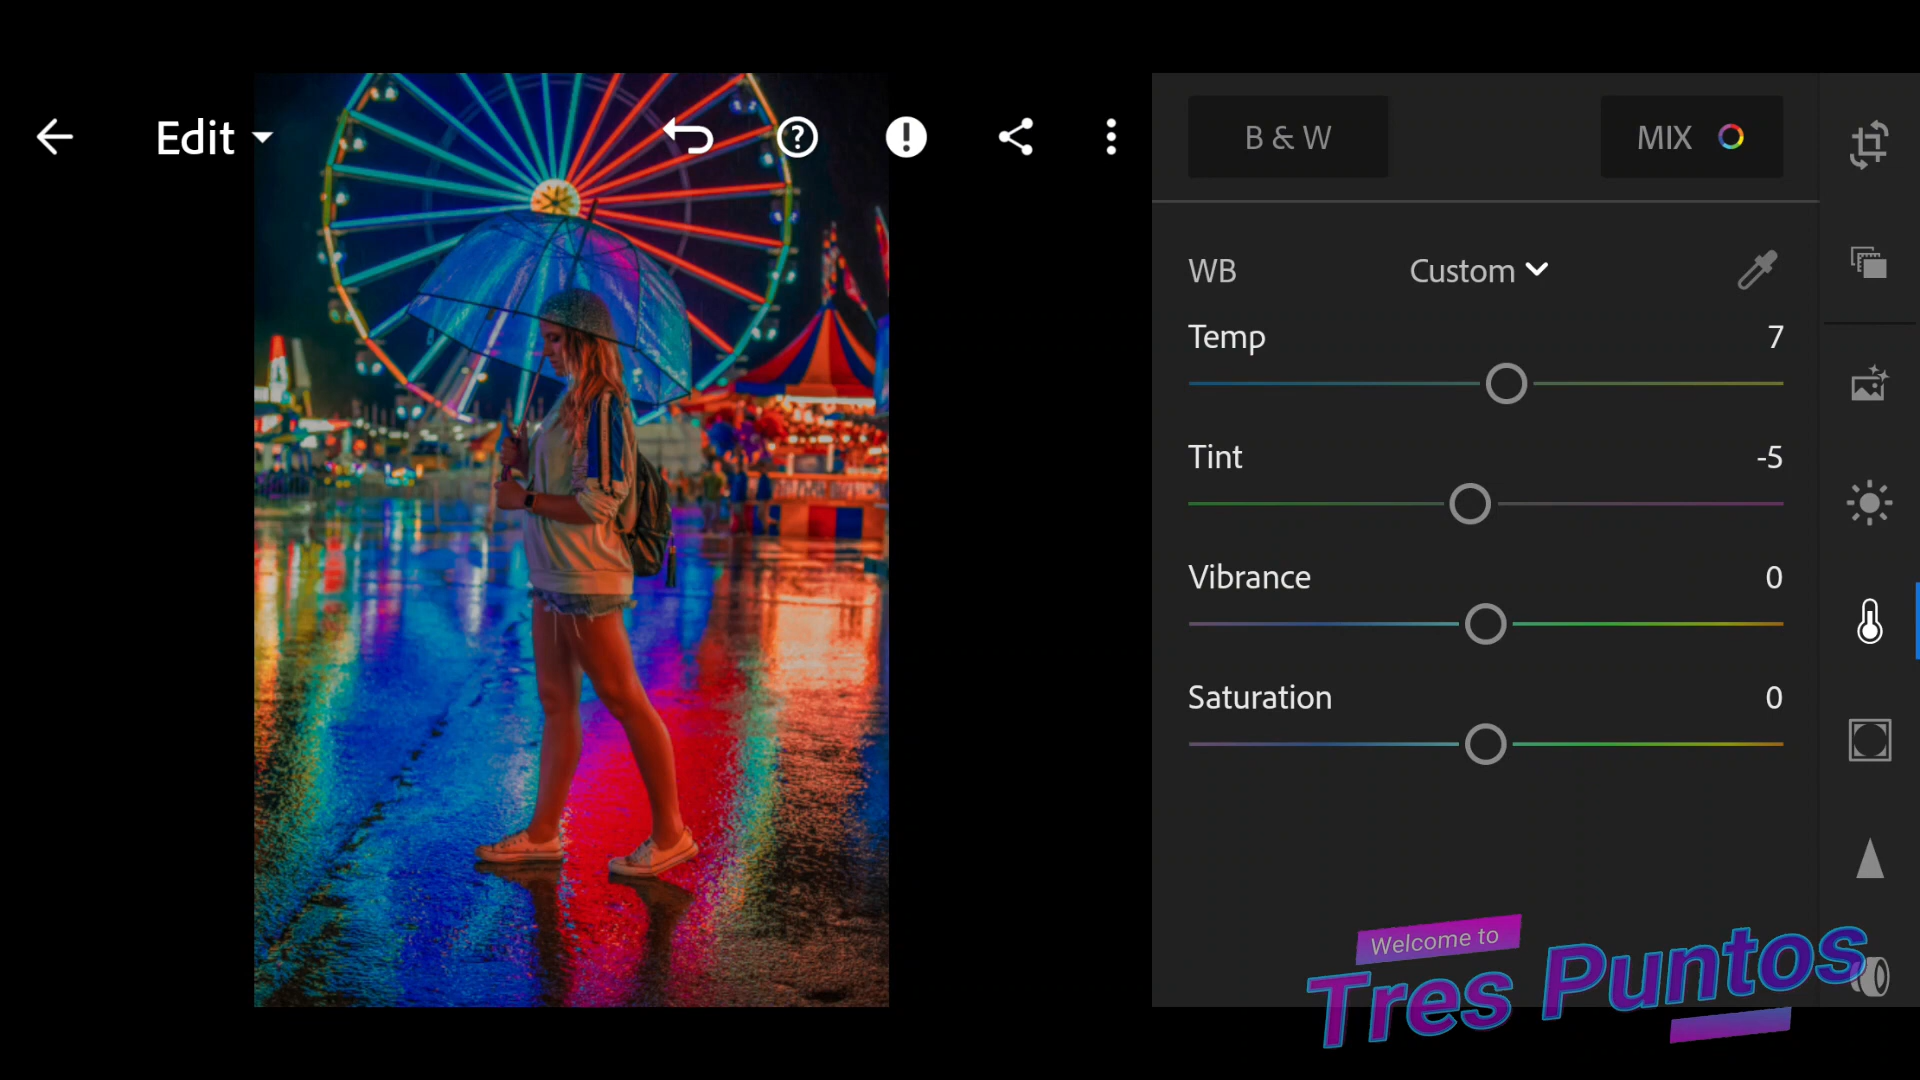 Edit
B & W
MIX
WB
Custom
Temp
7
Tint
-5
Vibrance
0
Saturation
0
Welcome to
Tres Puntos